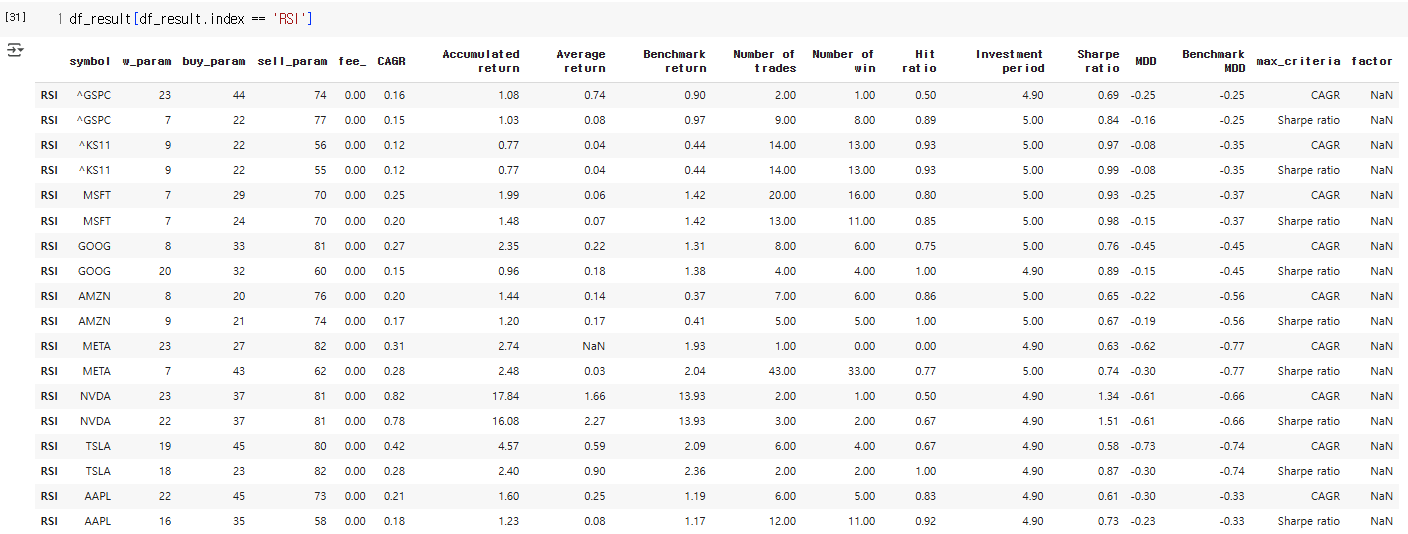 [31] 1 df_result[df_result.index == 'RSI']
symbol w_param buy_param sell_param fee_ CAGR Accumulated return Average return Benchmark return Number of trades Number of win Hit ratio Investment period Sharpe ratio MDD Benchmark MDD max_criteria factor
RSI ^GSPC 23 44 74 0.00 0.16 1.08 0.74 0.90 2.00 1.00 0.50 4.90 0.69 -0.25 -0.25 CAGR NaN
RSI ^GSPC 7 22 77 0.00 0.15 1.03 0.08 0.97 9.00 8.00 0.89 5.00 0.84 -0.16 -0.25 Sharpe ratio NaN
RSI ^KS11 9 22 56 0.00 0.12 0.77 0.04 0.44 14.00 13.00 0.93 5.00 0.97 -0.08 -0.35 CAGR NaN
RSI ^KS11 9 22 55 0.00 0.12 0.77 0.04 0.44 14.00 13.00 0.93 5.00 0.99 -0.08 -0.35 Sharpe ratio NaN
RSI MSFT 7 29 70 0.00 0.25 1.99 0.06 1.42 20.00 16.00 0.80 5.00 0.93 -0.25 -0.37 CAGR NaN
RSI MSFT 7 24 70 0.00 0.20 1.48 0.07 1.42 13.00 11.00 0.85 5.00 0.98 -0.15 -0.37 Sharpe ratio NaN
RSI GOOG 8 33 81 0.00 0.27 2.35 0.22 1.31 8.00 6.00 0.75 5.00 0.76 -0.45 -0.45 CAGR NaN
RSI GOOG 20 32 60 0.00 0.15 0.96 0.18 1.38 4.00 4.00 1.00 4.90 0.89 -0.15 -0.45 Sharpe ratio NaN
RSI AMZN 8 20 76 0.00 0.20 1.44 0.14 0.37 7.00 6.00 0.86 5.00 0.65 -0.22 -0.56 CAGR NaN
RSI AMZN 9 21 74 0.00 0.17 1.20 0.17 0.41 5.00 5.00 1.00 5.00 0.67 -0.19 -0.56 Sharpe ratio NaN
RSI META 23 27 82 0.00 0.31 2.74 NaN 1.93 1.00 0.00 0.00 4.90 0.63 -0.62 -0.77 CAGR NaN
RSI META 7 43 62 0.00 0.28 2.48 0.03 2.04 43.00 33.00 0.77 5.00 0.74 -0.30 -0.77 Sharpe ratio NaN
RSI NVDA 23 37 81 0.00 0.82 17.84 1.66 13.93 2.00 1.00 0.50 4.90 1.34 -0.61 -0.66 CAGR NaN
RSI NVDA 22 37 81 0.00 0.78 16.08 2.27 13.93 3.00 2.00 0.67 4.90 1.51 -0.61 -0.66 Sharpe ratio NaN
RSI TSLA 19 45 80 0.00 0.42 4.57 0.59 2.09 6.00 4.00 0.67 4.90 0.58 -0.73 -0.74 CAGR NaN
RSI TSLA 18 23 82 0.00 0.28 2.40 0.90 2.36 2.00 2.00 1.00 4.90 0.87 -0.30 -0.74 Sharpe ratio NaN
RSI AAPL 22 45 73 0.00 0.21 1.60 0.25 1.19 6.00 5.00 0.83 4.90 0.61 -0.30 -0.33 CAGR NaN
RSI AAPL 16 35 58 0.00 0.18 1.23 0.08 1.17 12.00 11.00 0.92 4.90 0.73 -0.23 -0.33 Sharpe ratio NaN